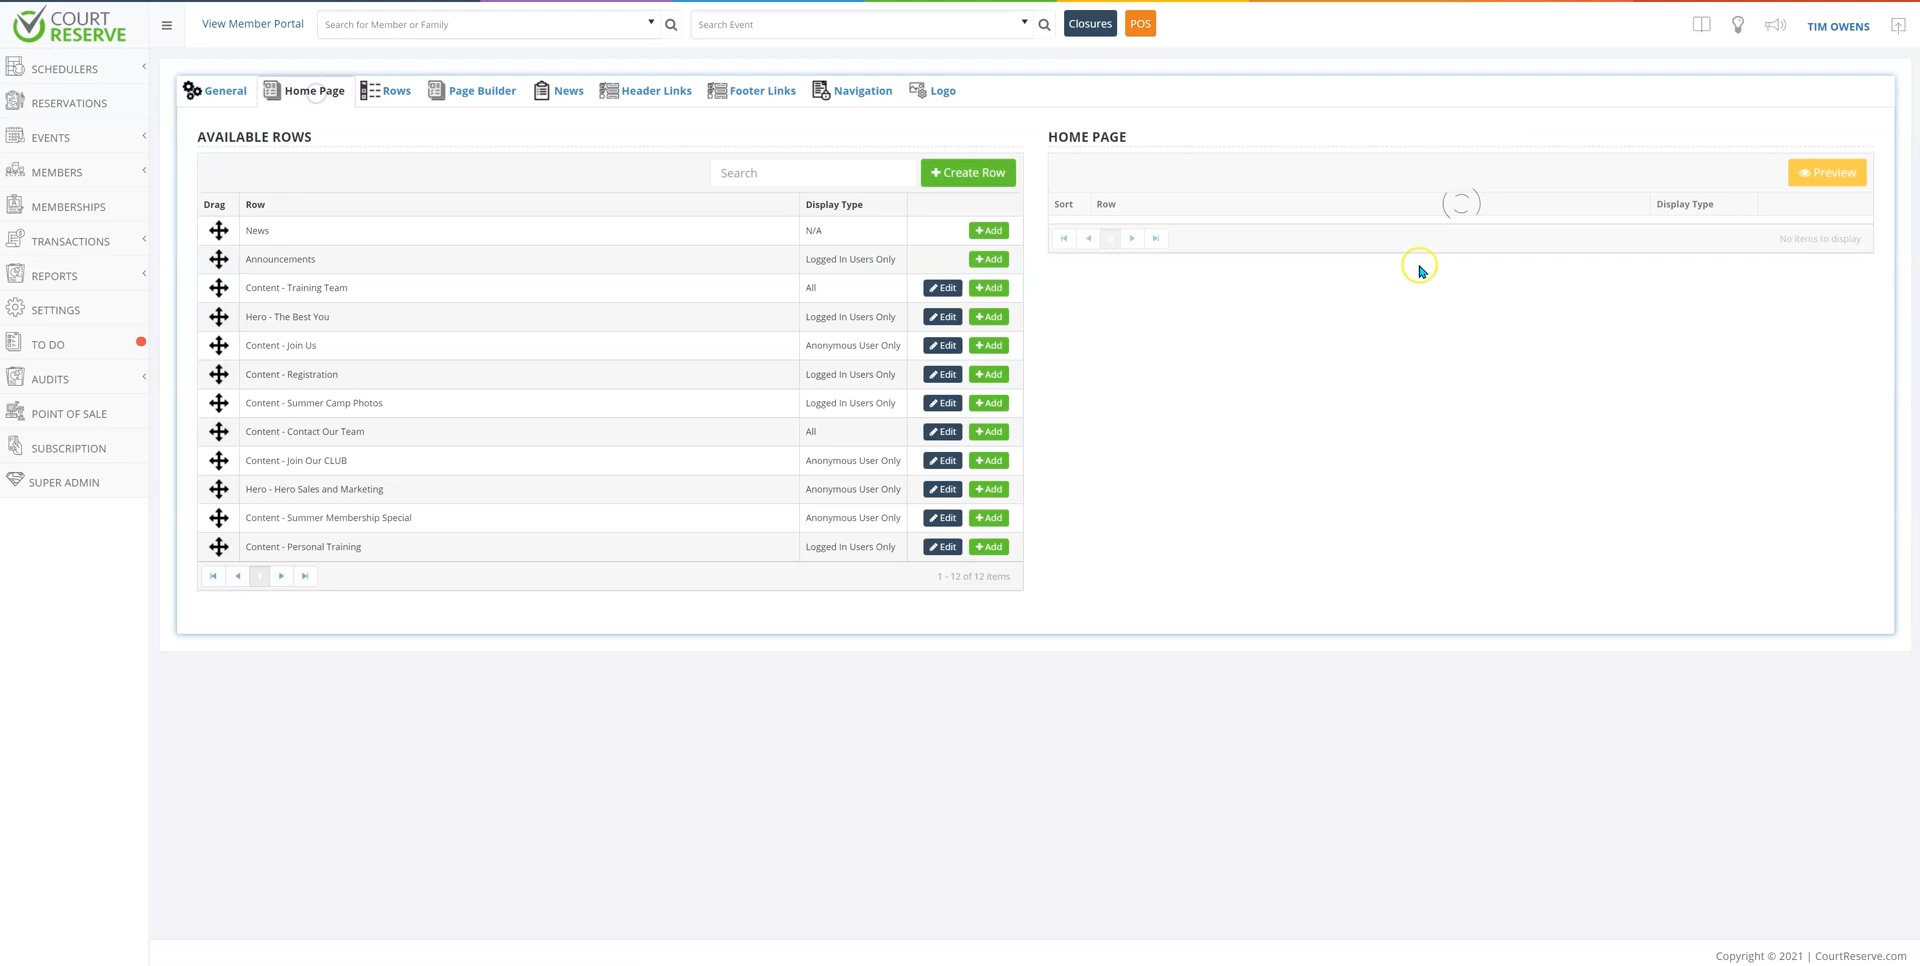 COURT RESERVE
View Member Portal
Search for Member or Family
Search Event
Closures
POS
TIM OWENS
SCHEDULERS
RESERVATIONS
EVENTS
MEMBERS
MEMBERSHIPS
TRANSACTIONS
REPORTS
SETTINGS
TO DO
AUDITS
POINT OF SALE
SUBSCRIPTION
SUPER ADMIN
General Home Page Rows Page Builder News Header Links Footer Links Navigation Logo
AVAILABLE ROWS
Search
Create Row
Drag Row Display Type
News N/A Add
Announcements Logged In Users Only Add
Content - Training Team All Edit Add
Hero - The Best You Logged In Users Only Edit Add
Content - Join Us Anonymous User Only Edit Add
Content - Registration Logged In Users Only Edit Add
Content - Summer Camp Photos Logged In Users Only Edit Add
Content - Contact Our Team All Edit Add
Content - Join Our CLUB Anonymous User Only Edit Add
Hero - Hero Sales and Marketing Anonymous User Only Edit Add
Content - Summer Membership Special Anonymous User Only Edit Add
Content - Personal Training Logged In Users Only Edit Add
1 1 - 12 of 12 items
HOME PAGE
Preview
Sort Row Display Type
No items to display
Copyright © 2021 | CourtReserve.com